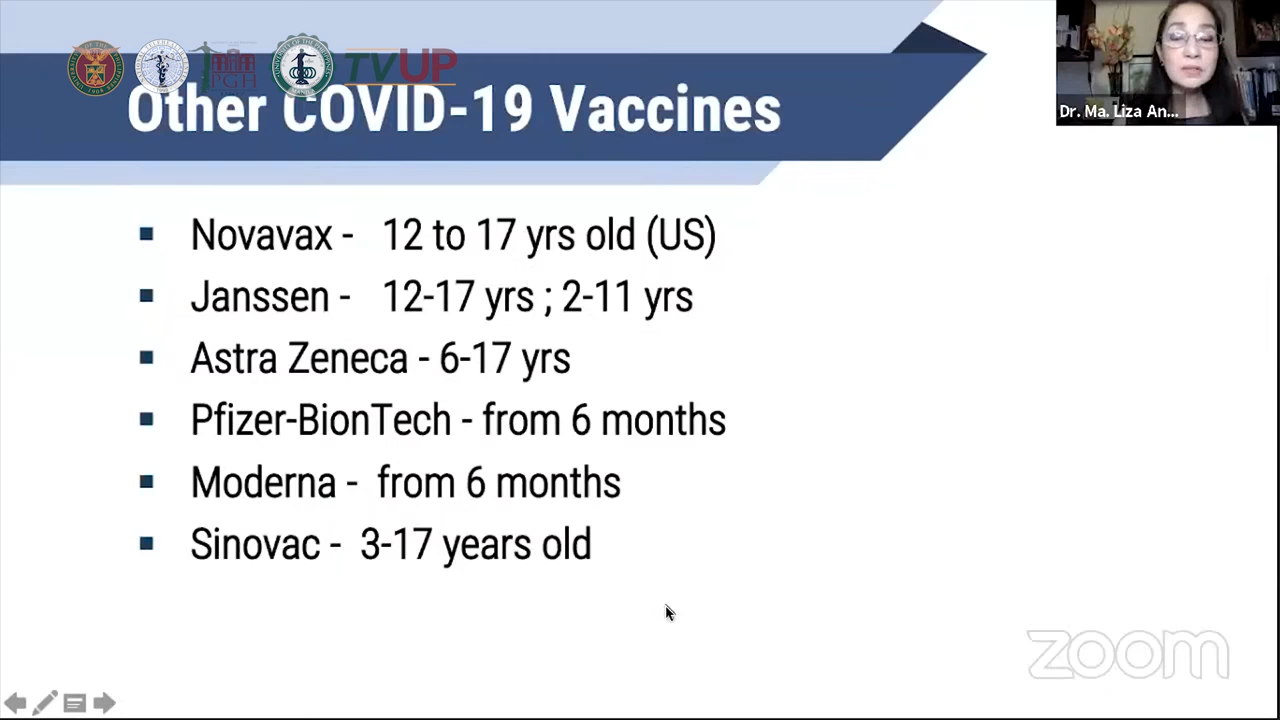 TVUP
PGH
Other COVID-19 Vaccines
Dr. Ma. Liza An...
▪ Novavax - 12 to 17 yrs old (US)
▪ Janssen - 12-17 yrs ; 2-11 yrs
▪ Astra Zeneca - 6-17 yrs
▪ Pfizer-BionTech - from 6 months
▪ Moderna - from 6 months
▪ Sinovac - 3-17 years old
zoom